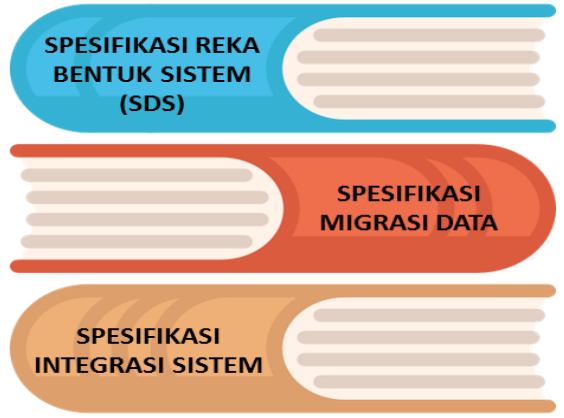 SPESIFIKASI REKA
BENTUK SISTEM
(SDS)
SPESIFIKASI
MIGRASI DATA
SPESIFIKASI
INTEGRASI SISTEM